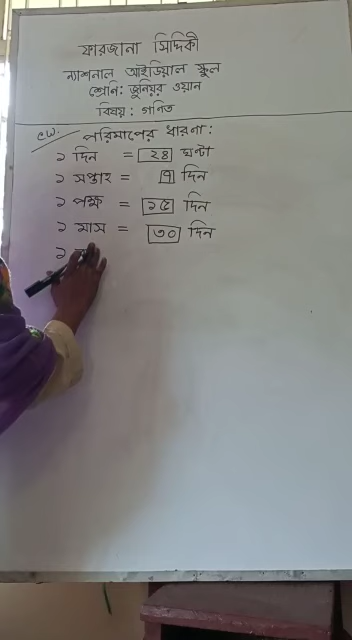 ফারজানা সিদ্দিকী
ন্যাশনাল আইডিয়াল স্কুল
শ্রেনি: জুনিয়র ওয়ান
বিষয় : গণিত
c.w. পরিমাপের ধারণা:
১ দিন = ২৪ ঘণ্টা
১ সপ্তাহ = ৭ দিন
১ পক্ষ = ১৫ দিন
১ মাস = ৩০ দিন
১